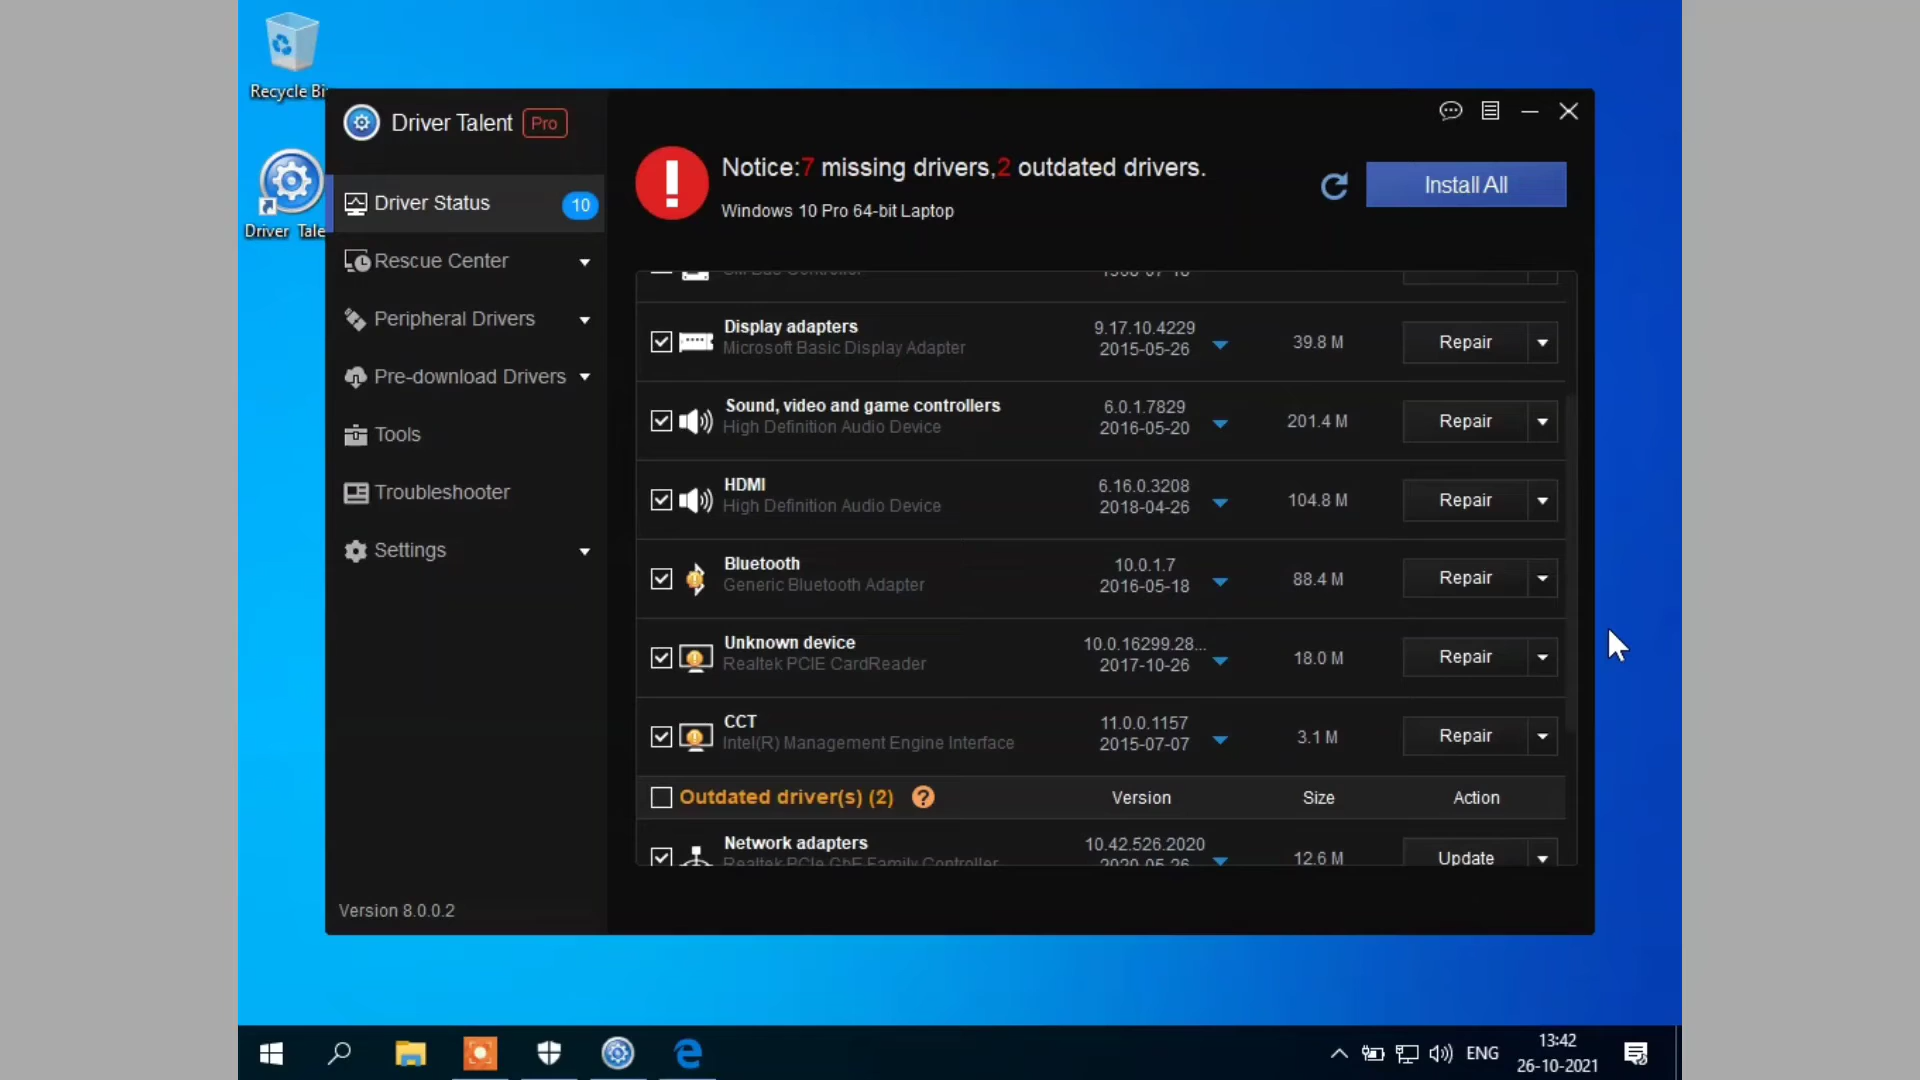 Recycle Bi
Driver Tale
Driver Talent Pro
Driver Status 10
Rescue Center
Peripheral Drivers
Pre-download Drivers
Tools
Troubleshooter
Settings
Version 8.0.0.2
Notice:7 missing drivers,2 outdated drivers.
Windows 10 Pro 64-bit Laptop
Install All
Display adapters
Microsoft Basic Display Adapter
9.17.10.4229
2015-05-26
39.8 M
Repair
Sound, video and game controllers
High Definition Audio Device
6.0.1.7829
2016-05-20
201.4 M
Repair
HDMI
High Definition Audio Device
6.16.0.3208
2018-04-26
104.8 M
Repair
Bluetooth
Generic Bluetooth Adapter
10.0.1.7
2016-05-18
88.4 M
Repair
Unknown device
Realtek PCIE CardReader
10.0.16299.28...
2017-10-26
18.0 M
Repair
CCT
Intel(R) Management Engine Interface
11.0.0.1157
2015-07-07
3.1 M
Repair
Outdated driver(s) (2) ?
Version
Size
Action
Network adapters
Realtek PCIe GbE Family Controller
10.42.526.2020
2020-05-26
12.6 M
Update
ENG
13:42
26-10-2021